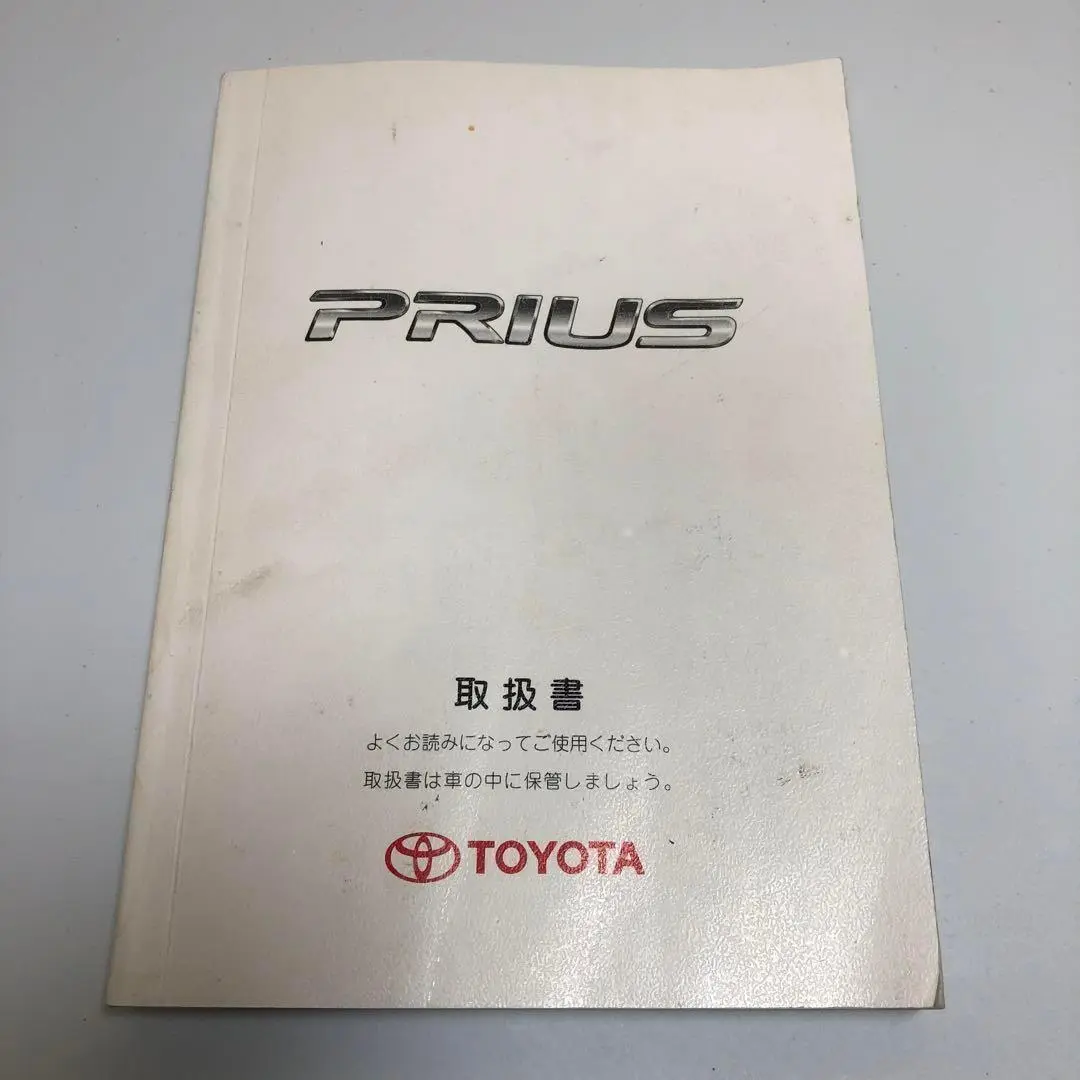 PRIUS
取扱書
よくお読みになってご使用ください。
取扱書は車の中に保管しましょう。
TOYOTA